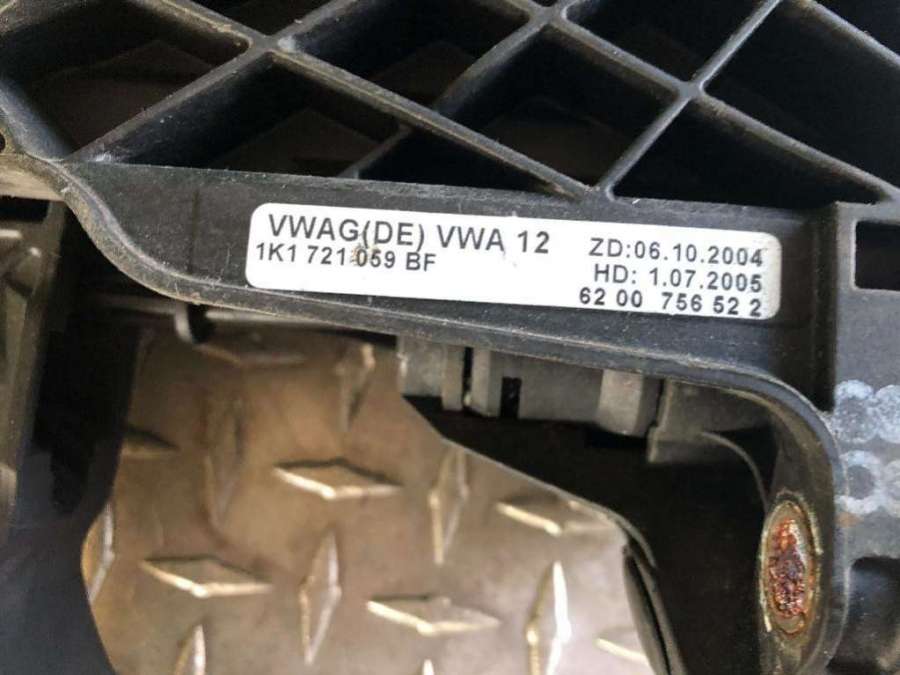 VWAG(DE) VWA 12
1K1 721 059 BF
ZD:06.10.2004
HD: 1.07.2005
62 00 756 52 2